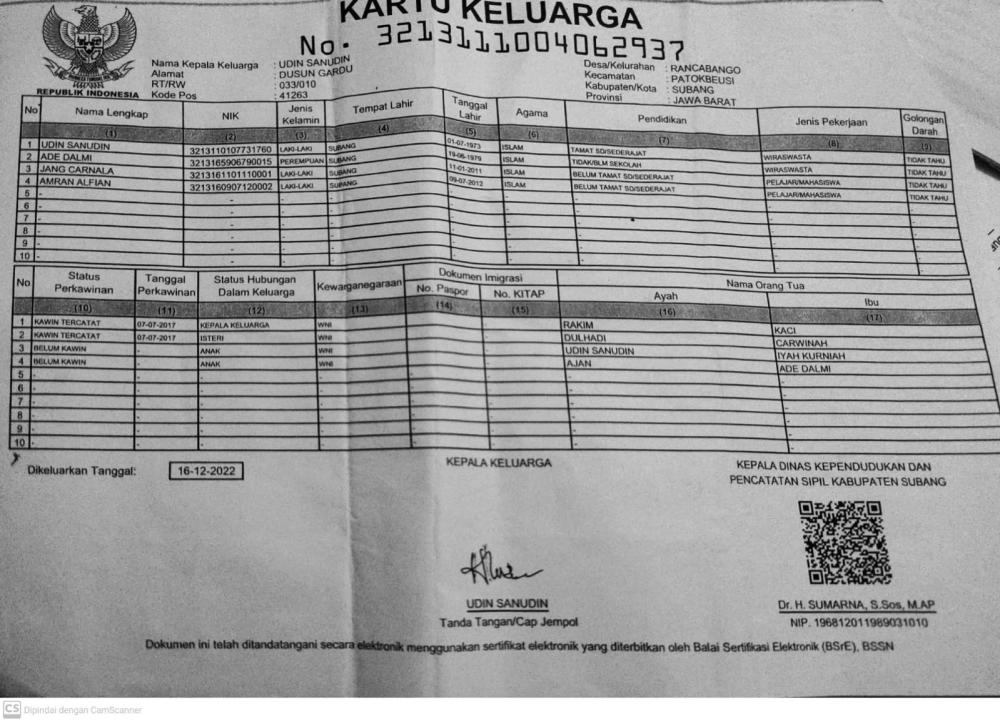 KARTU KELUARGA
No. 3213111004062937
REPUBLIK INDONESIA
Nama Kepala Keluarga : UDIN SANUDIN
Alamat : DUSUN GARDU
RT/RW : 033/010
Kode Pos : 41263
Desa/Kelurahan : RANCABANGO
Kecamatan : PATOKBEUSI
Kabupaten/Kota : SUBANG
Provinsi : JAWA BARAT
No Nama Lengkap NIK Jenis Kelamin Tempat Lahir Tanggal Lahir Agama Pendidikan Jenis Pekerjaan Golongan Darah
(1) (2) (3) (4) (5) (6) (7) (8) (9)
1 UDIN SANUDIN 3213110107731760 LAKI-LAKI SUBANG 01-07-1973 ISLAM TAMAT SD/SEDERAJAT WIRASWASTA TIDAK TAHU
2 ADE DALMI 3213165906790015 PEREMPUAN SUBANG 19-06-1979 ISLAM TIDAK/BLM SEKOLAH WIRASWASTA TIDAK TAHU
3 JANG CARNALA 3213161101110001 LAKI-LAKI SUBANG 11-01-2011 ISLAM BELUM TAMAT SD/SEDERAJAT PELAJAR/MAHASISWA TIDAK TAHU
4 AMRAN ALFIAN 3213160907120002 LAKI-LAKI SUBANG 09-07-2012 ISLAM BELUM TAMAT SD/SEDERAJAT PELAJAR/MAHASISWA TIDAK TAHU
5 - -
6 - -
7 - -
8 - -
9 - -
10 - -
No Status Perkawinan Tanggal Perkawinan Status Hubungan Dalam Keluarga Kewarganegaraan Dokumen Imigrasi Nama Orang Tua
No. Paspor No. KITAP Ayah Ibu
(10) (11) (12) (13) (14) (15) (16) (17)
1 KAWIN TERCATAT 07-07-2017 KEPALA KELUARGA WNI RAKIM KACI
2 KAWIN TERCATAT 07-07-2017 ISTERI WNI DULHADI CARWINAH
3 BELUM KAWIN - ANAK WNI UDIN SANUDIN IYAH KURNIAH
4 BELUM KAWIN - ANAK WNI AJAN ADE DALMI
5 - - - - - -
6 - - - - - -
7 - - - - - -
8 - - - - - -
9 - - - - - -
10 - - - - - -
Dikeluarkan Tanggal: 16-12-2022
KEPALA KELUARGA
UDIN SANUDIN
Tanda Tangan/Cap Jempol
KEPALA DINAS KEPENDUDUKAN DAN
PENCATATAN SIPIL KABUPATEN SUBANG
Dr. H. SUMARNA, S.Sos, M.AP
NIP. 196812011989031010
Dokumen ini telah ditandatangani secara elektronik menggunakan sertifikat elektronik yang diterbitkan oleh Balai Sertifikasi Elektronik (BSrE), BSSN
CS Dipindai dengan CamScanner